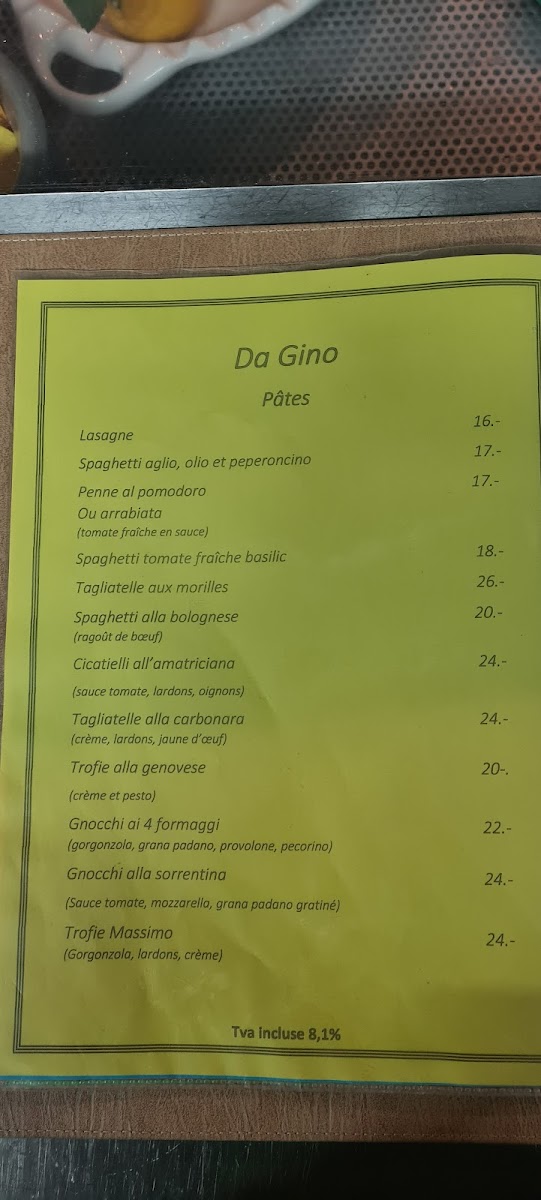 Da Gino
Pâtes
Lasagne 16.-
Spaghetti aglio, olio et peperoncino 17.-
Penne al pomodoro 17.-
Ou arrabiata
(tomate fraîche en sauce)
Spaghetti tomate fraîche basilic 18.-
Tagliatelle aux morilles 26.-
Spaghetti alla bolognese 20.-
(ragoût de bœuf)
Cicatielli all'amatriciana 24.-
(sauce tomate, lardons, oignons)
Tagliatelle alla carbonara 24.-
(crème, lardons, jaune d'œuf)
Trofie alla genovese 20-.
(crème et pesto)
Gnocchi ai 4 formaggi 22.-
(gorgonzola, grana padano, provolone, pecorino)
Gnocchi alla sorrentina 24.-
(Sauce tomate, mozzarella, grana padano gratiné)
Trofie Massimo 24.-
(Gorgonzola, lardons, crème)
Tva incluse 8,1%